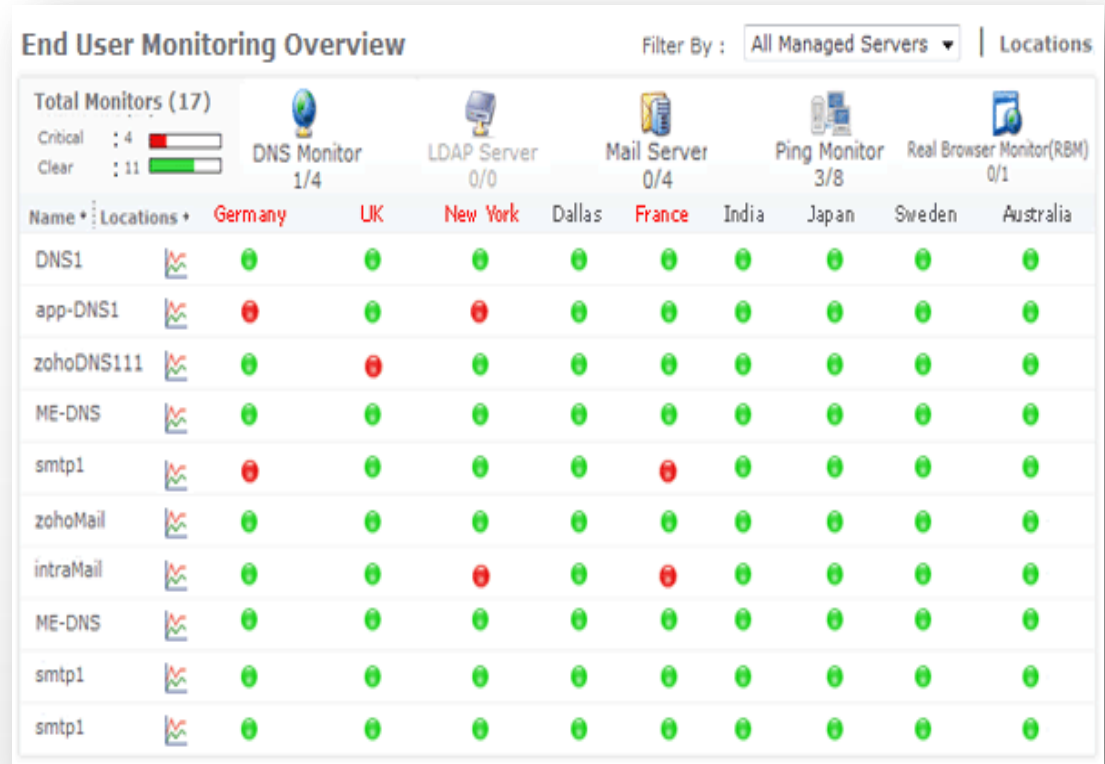 End User Monitoring Overview Filter By : All Managed Servers | Locations
Total Monitors (17)
Critical : 4
Clear : 11
DNS Monitor LDAP Server Mail Server Ping Monitor Real Browser Monitor(RBM)
1/4 0/0 0/4 3/8 0/1
Name Locations Germany UK New York Dallas France India Japan Sweden Australia
DNS1
app-DNS1
zohoDNS111
ME-DNS
smtp1
zohoMail
intraMail
ME-DNS
smtp1
smtp1